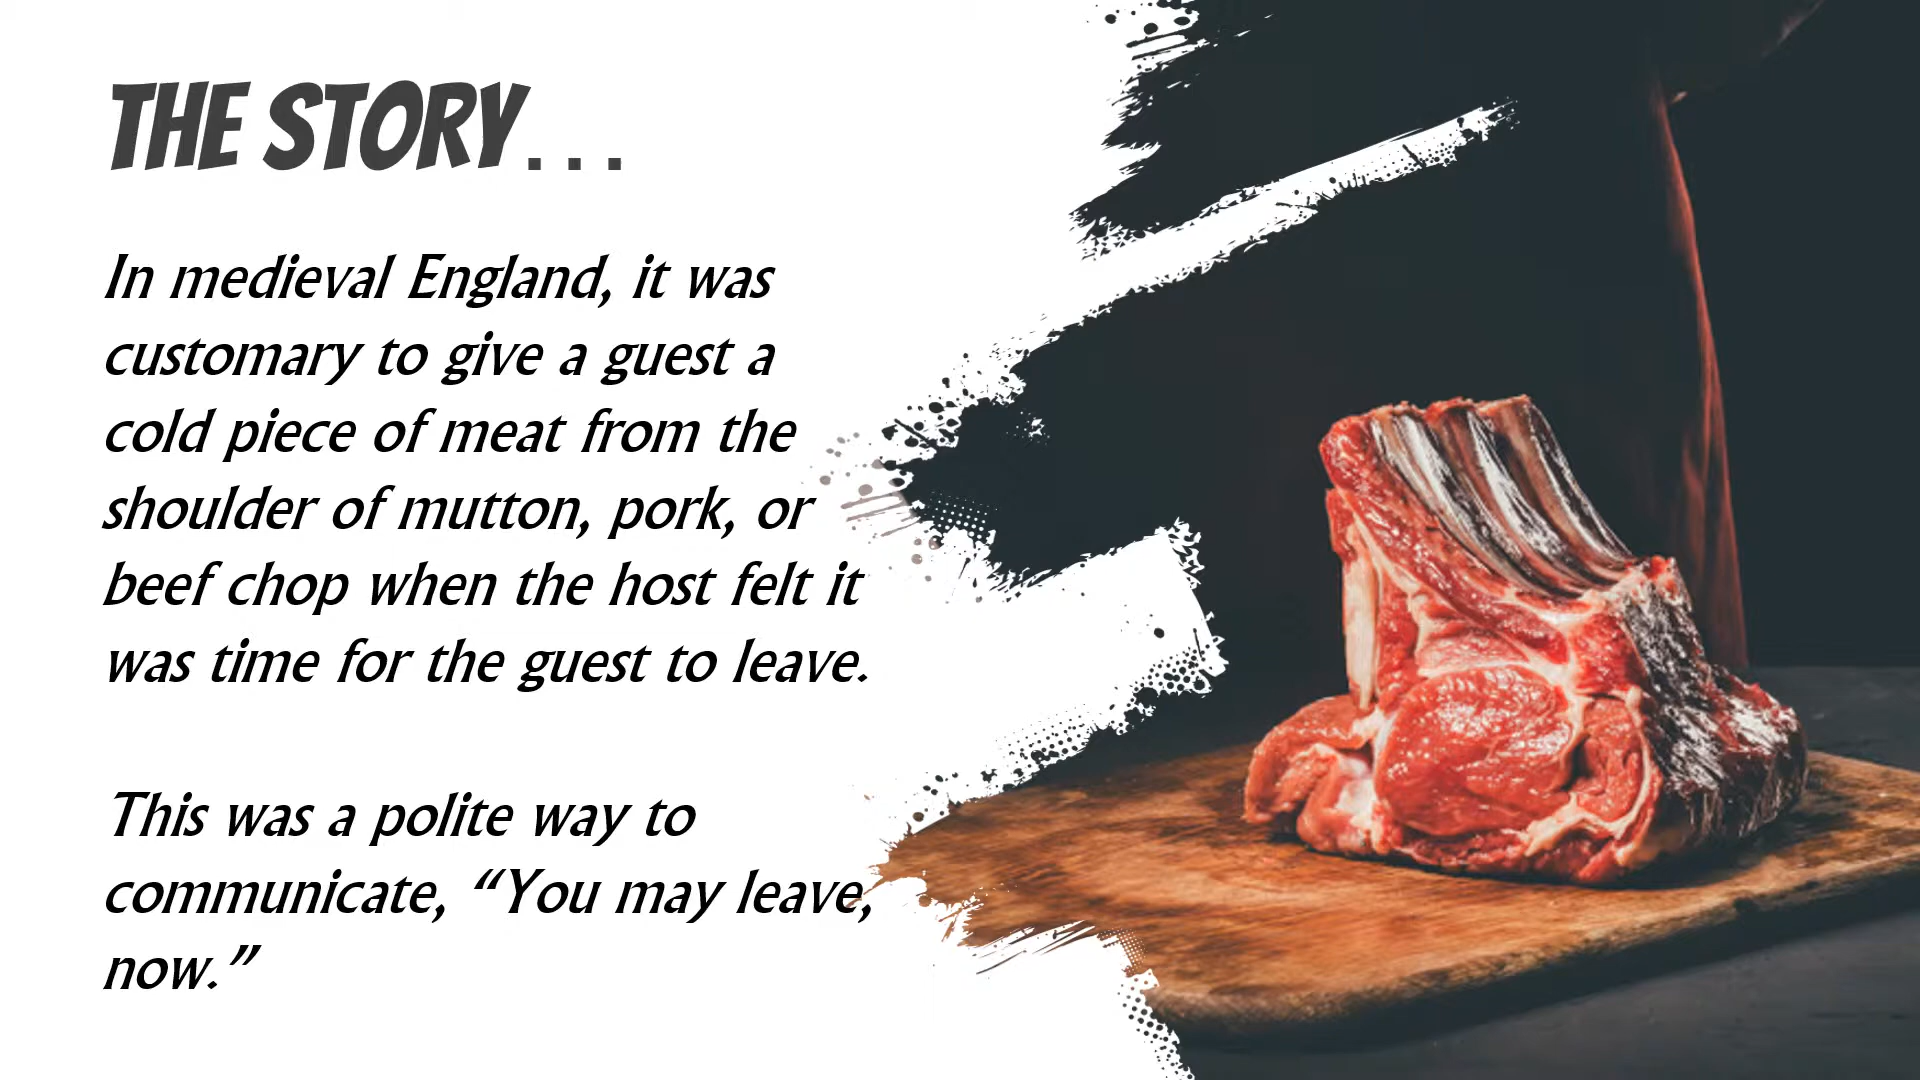 THE STORY...
In medieval England, it was
customary to give a guest a
cold piece of meat from the
shoulder of mutton, pork, or
beef chop when the host felt it
was time for the guest to leave.
This was a polite way to
communicate, “You may leave,
now.”